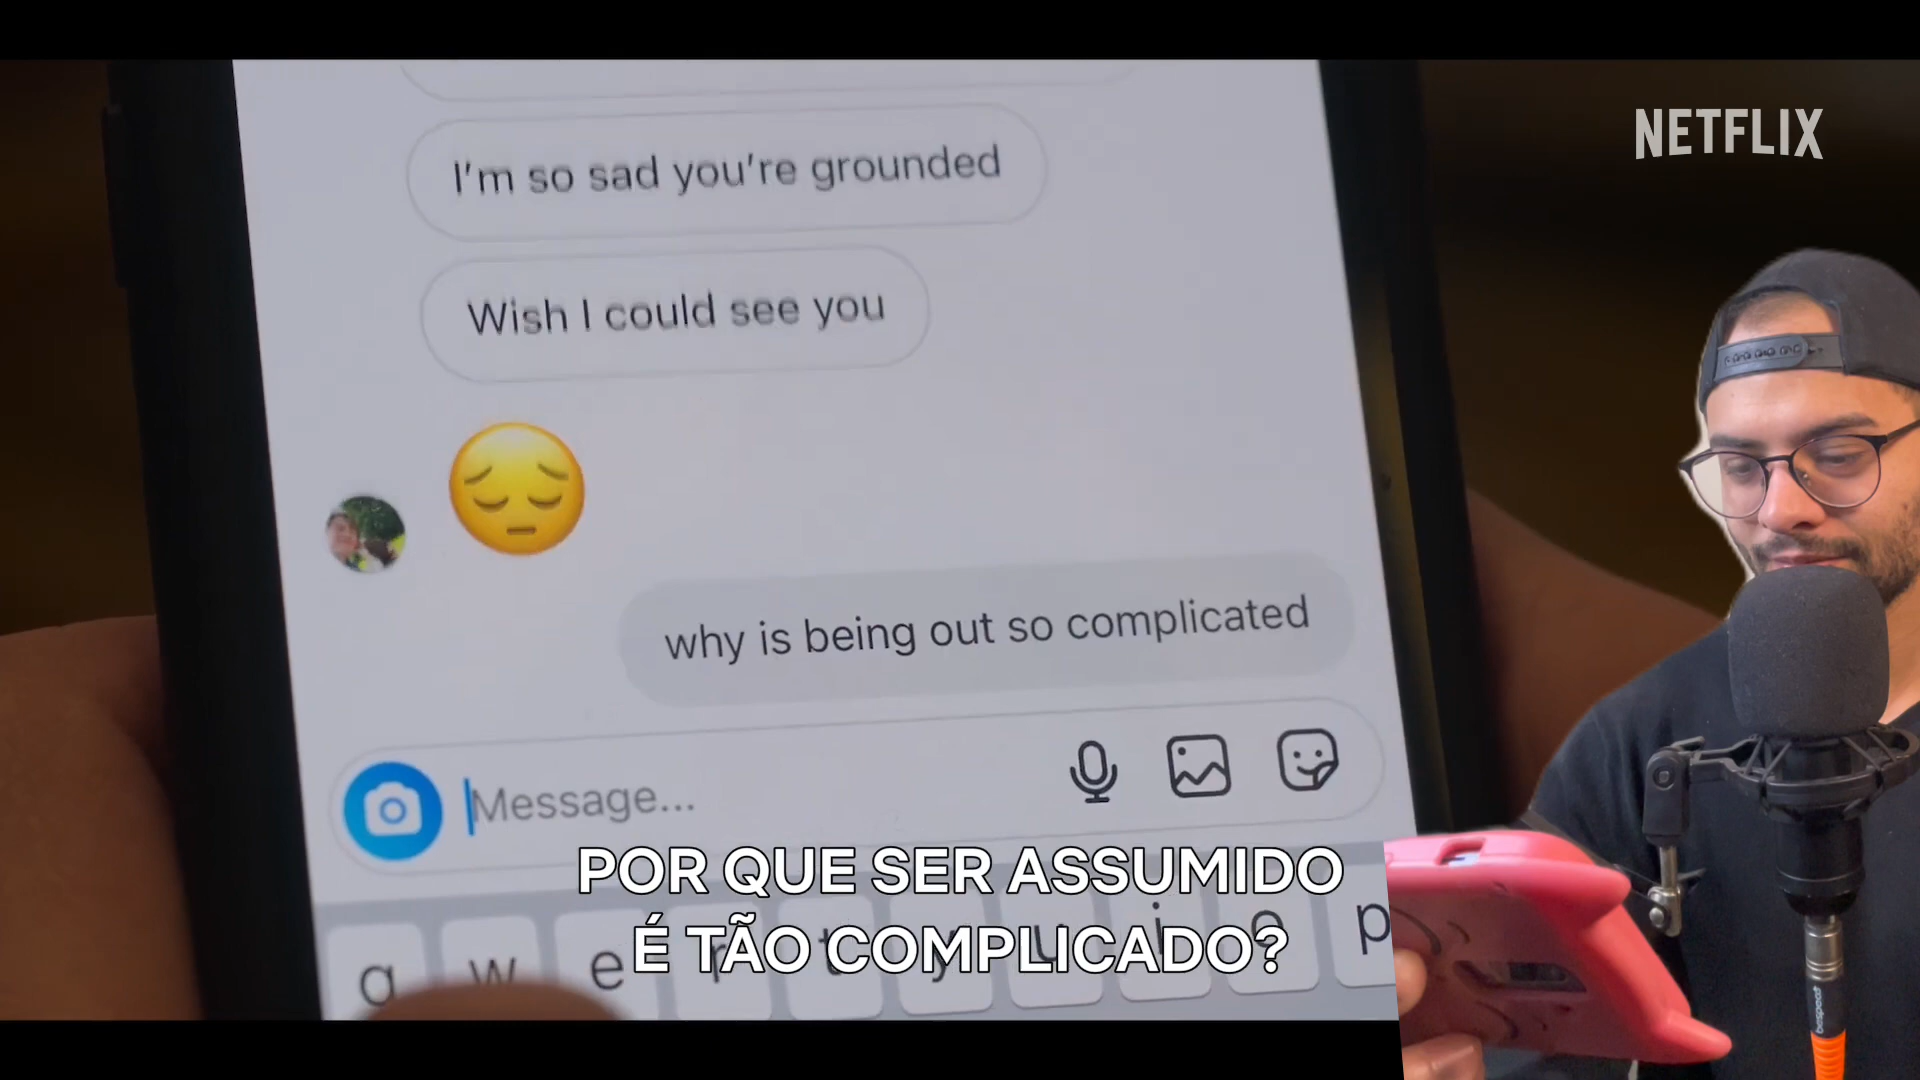 NETFLIX
I'm so sad you're grounded
Wish I could see you
why is being out so complicated
Message...
POR QUE SER ASSUMIDO
É TÃO COMPLICADO?
q w e r t y u i o p
bespeco